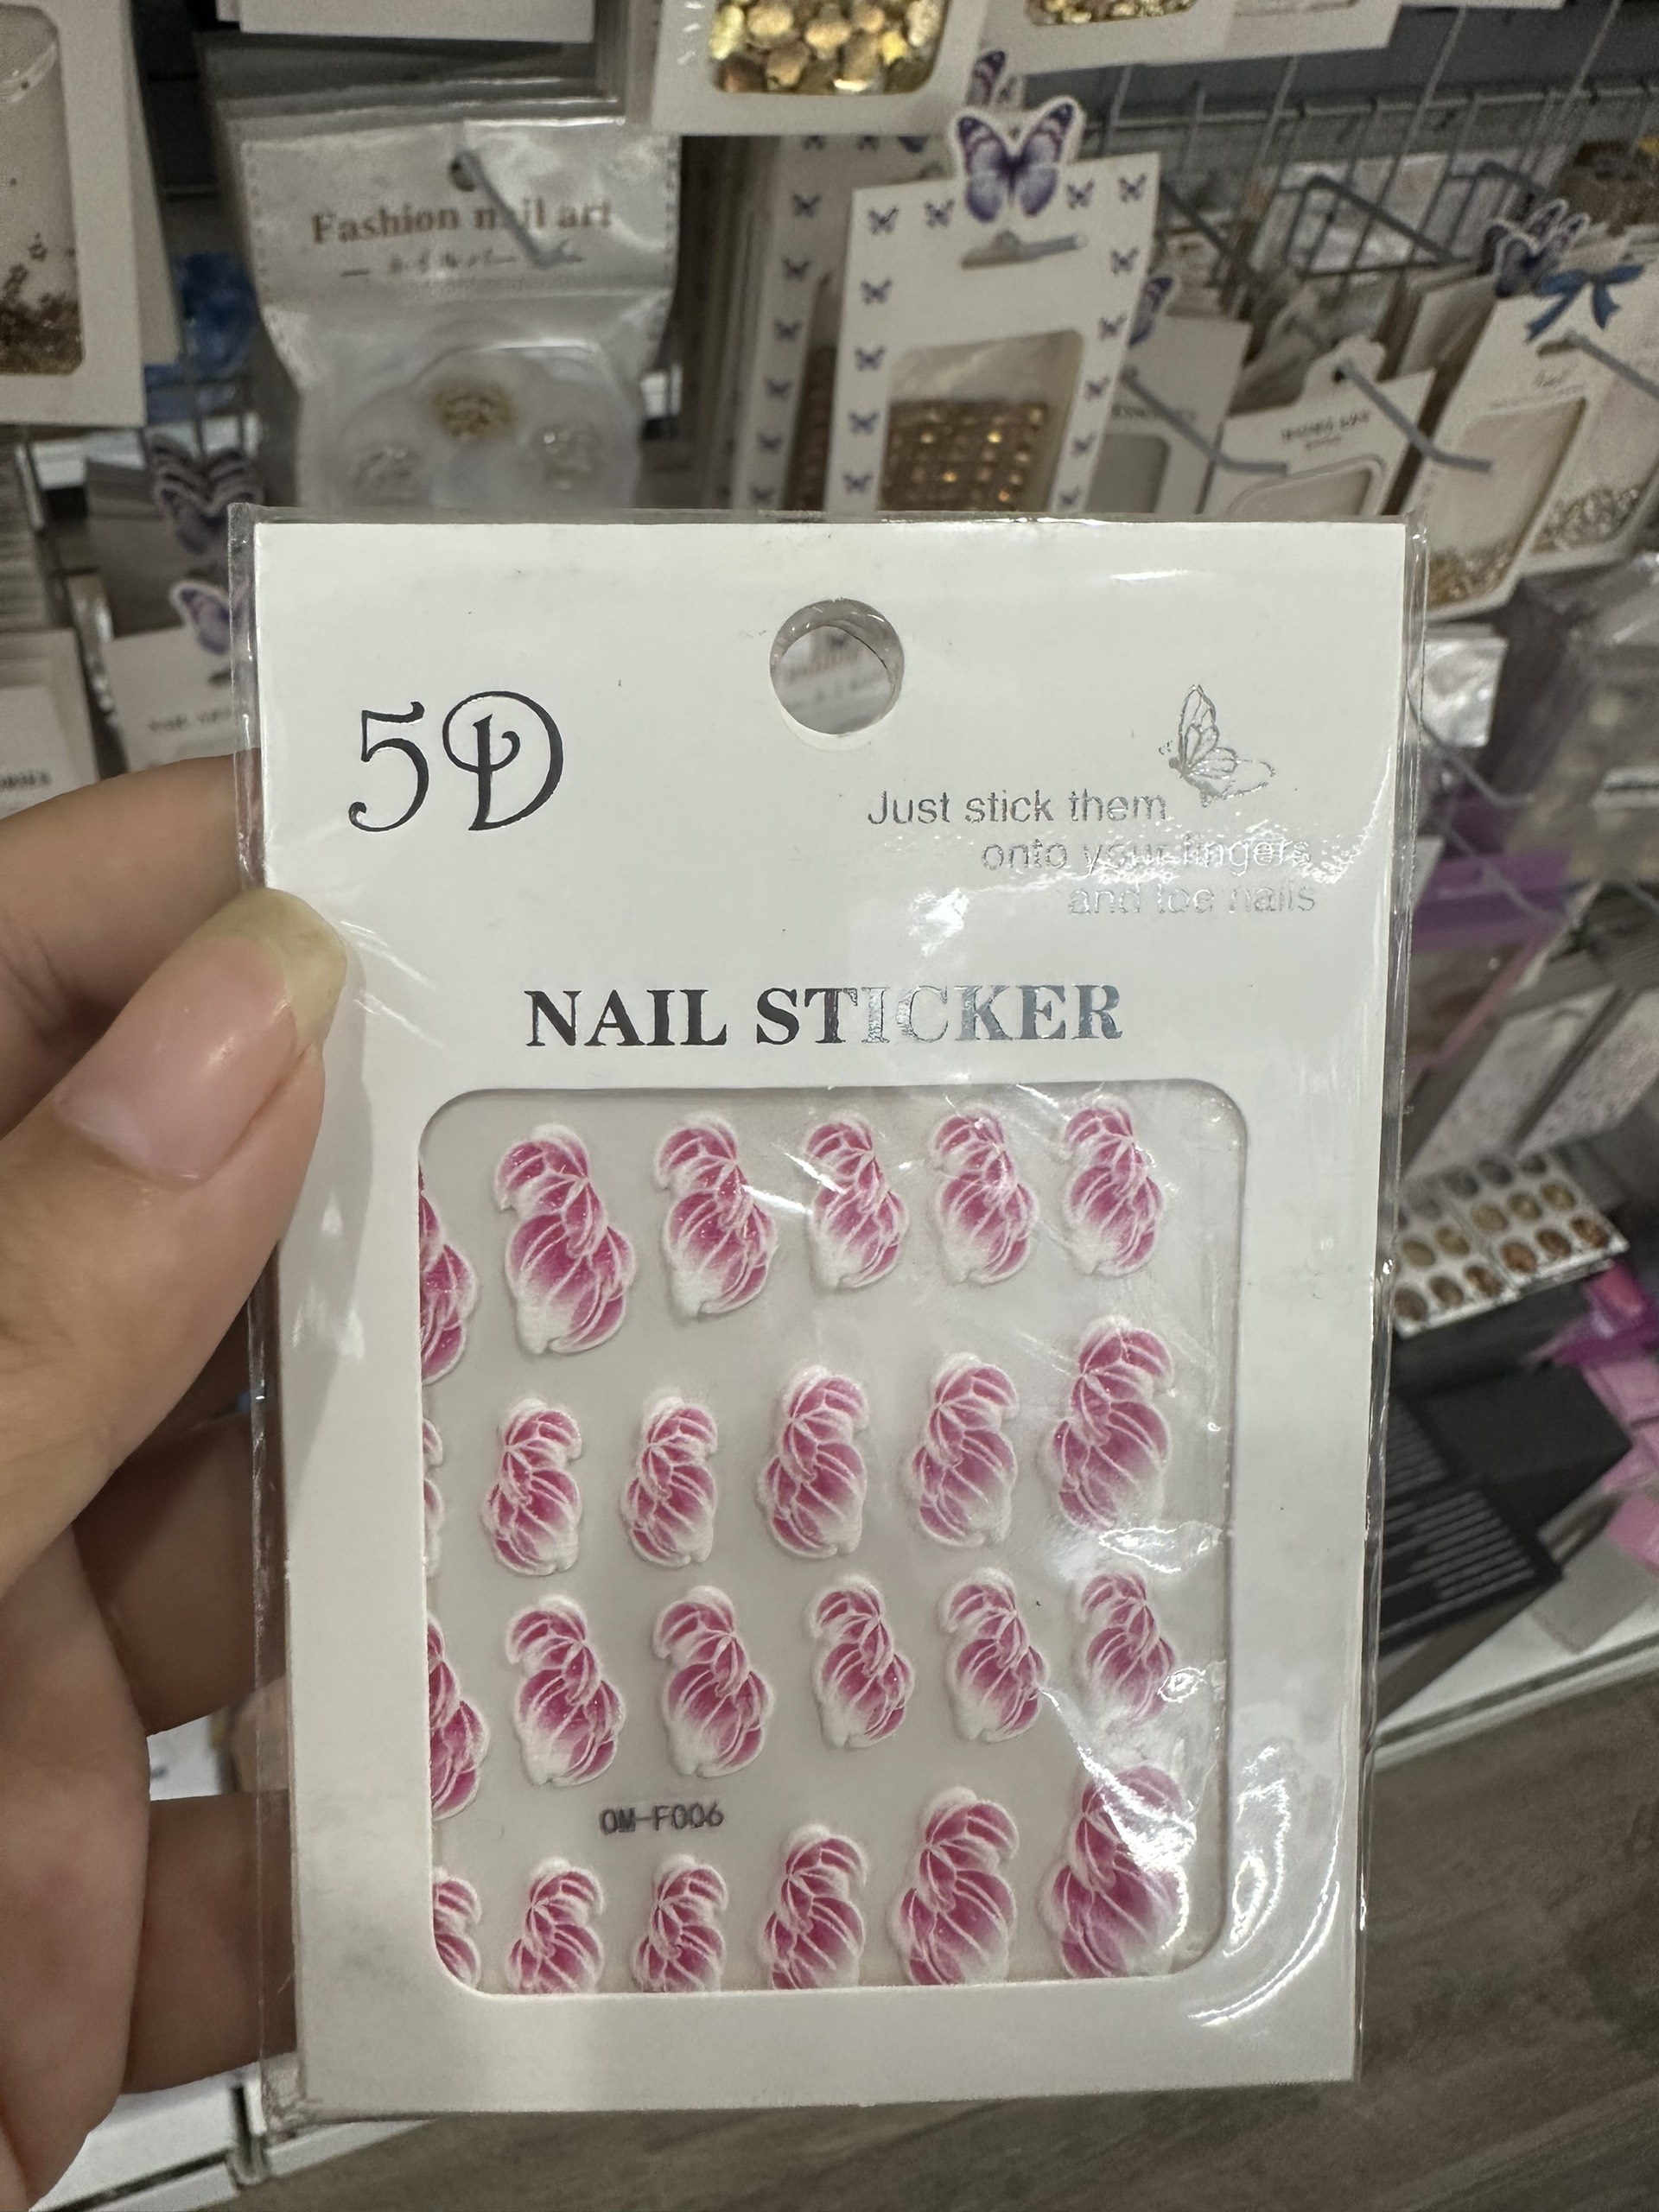 Fashion nail art
5D
Just stick them
onto your fingers
and toe nails
NAIL STICKER
OM-F006